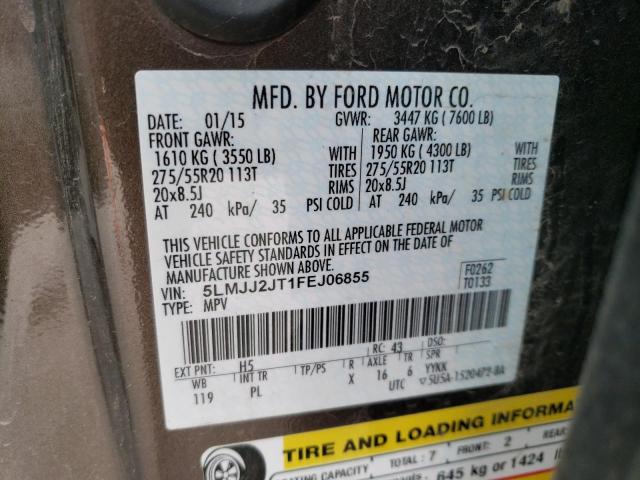 MFD. BY FORD MOTOR CO.
DATE: 01/15 GVWR: 3447 KG ( 7600 LB)
FRONT GAWR: REAR GAWR:
1610 KG ( 3550 LB) WITH 1950 KG ( 4300 LB) WITH
275/55R20 113T TIRES 275/55R20 113T TIRES
20x8.5J RIMS 20x8.5J RIMS
AT 240 kPa/ 35 PSI COLD AT 240 kPa/ 35 PSI COLD
THIS VEHICLE CONFORMS TO ALL APPLICABLE FEDERAL MOTOR
VEHICLE SAFETY STANDARDS IN EFFECT ON THE DATE OF
MANUFACTURE SHOWN ABOVE.
VIN: 5LMJJ2JT1FEJ06855 F0262
TYPE: MPV T0133
EXT PNT: H5 RC: 43 DSO:
WB INT TR TP/PS R AXLE TR SPR
119 PL X 16 6 YYKK
UTC
TIRE AND LOADING INFORMA
TING CAPACITY TOTAL: 7 FRONT: 2 REAR
645 kg or 1424